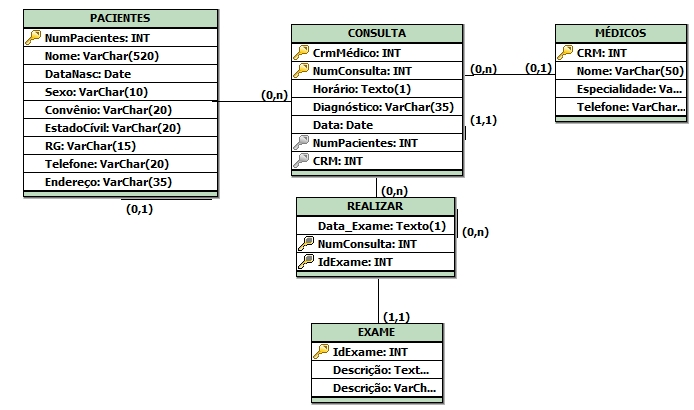 PACIENTES
NumPacientes: INT
Nome: VarChar(520)
DataNasc: Date
Sexo: VarChar(10)
Convênio: VarChar(20)
EstadoCívil: VarChar(20)
RG: VarChar(15)
Telefone: VarChar(20)
Endereço: VarChar(35)
(0,1)
(0,n)
CONSULTA
CrmMédico: INT
NumConsulta: INT
Horário: Texto(1)
Diagnóstico: VarChar(35)
Data: Date
NumPacientes: INT
CRM: INT
(0,n)
(0,1)
(1,1)
MÉDICOS
CRM: INT
Nome: VarChar(50)
Especialidade: Va...
Telefone: VarChar...
(0,n)
REALIZAR
Data_Exame: Texto(1)
NumConsulta: INT
IdExame: INT
(0,n)
(1,1)
EXAME
IdExame: INT
Descrição: Text...
Descrição: VarCh...